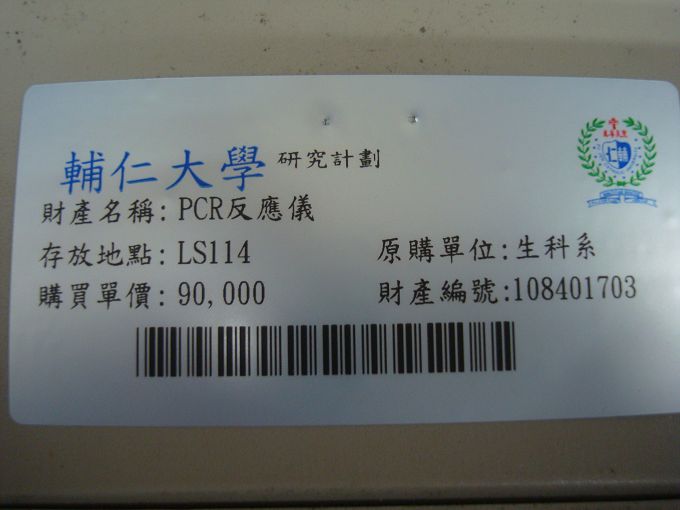 輔仁大學 研究計劃
財產名稱: PCR反應儀
存放地點: LS114 原購單位: 生科系
購買單價: 90,000 財產編號:108401703